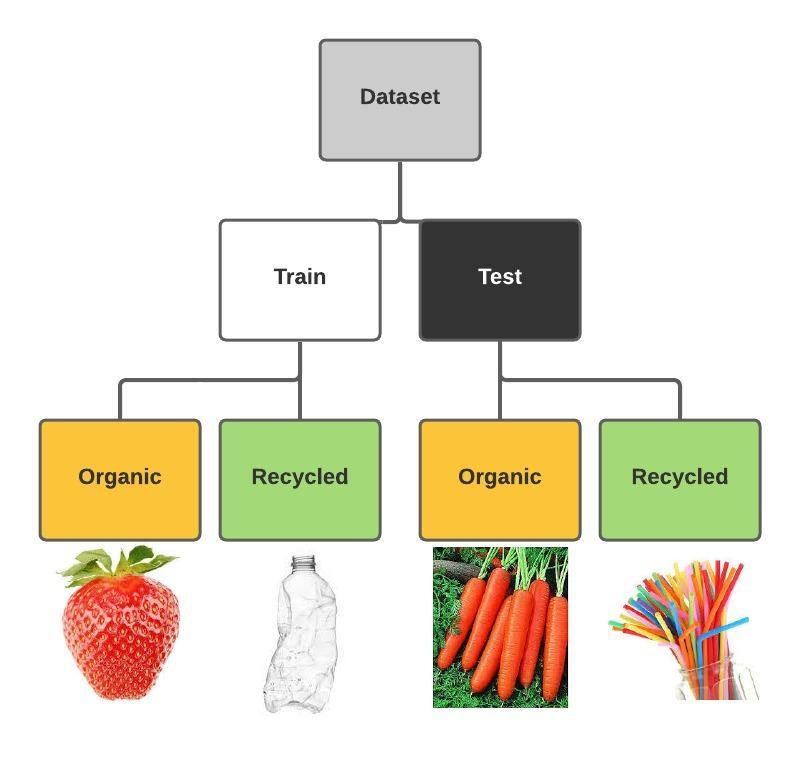 Dataset
Train
Test
Organic
Recycled
Organic
Recycled